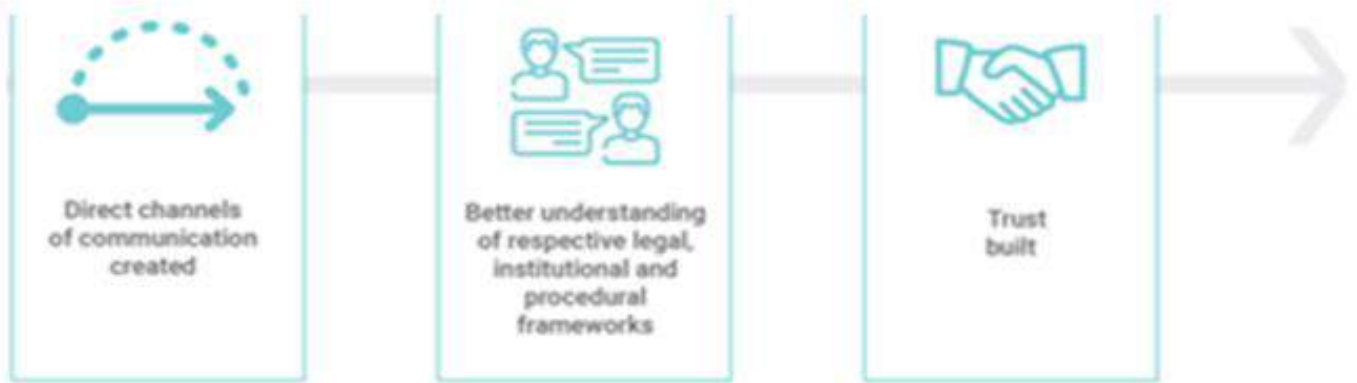 Direct channels
of communication
created
Better understanding
of respective legal,
institutional and
procedural
frameworks
Trust
built